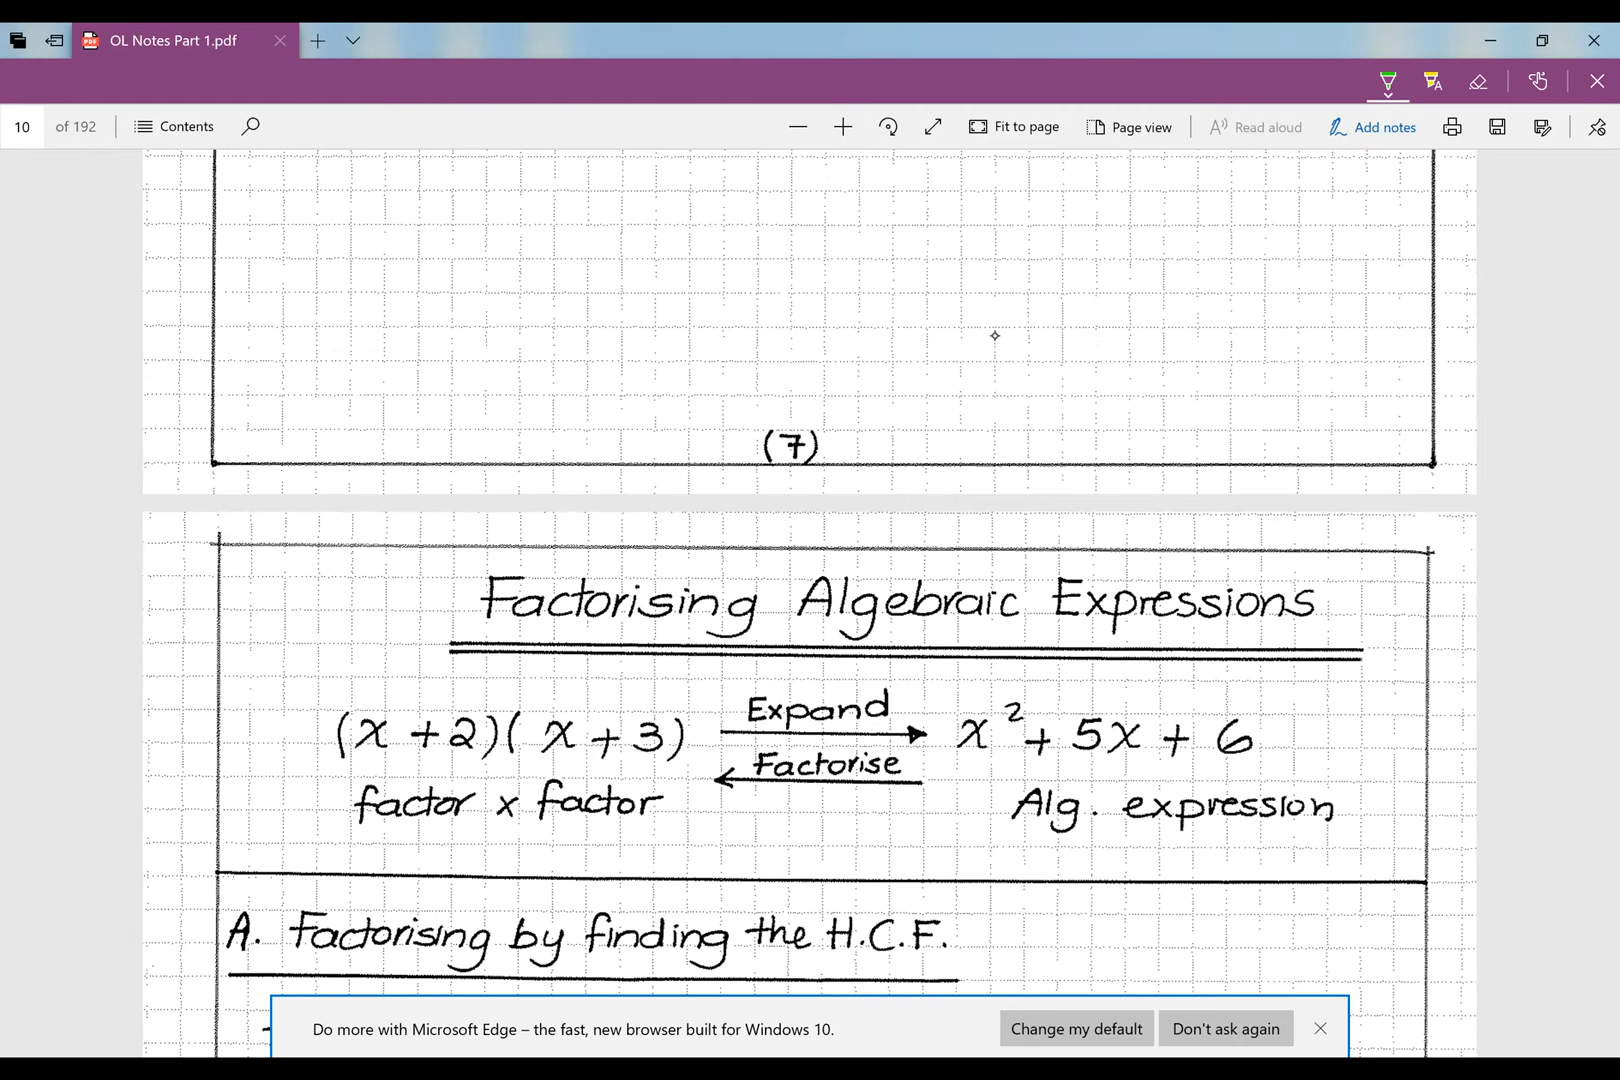 OL Notes Part 1.pdf
10 of 192 Contents Fit to page Page view Read aloud Add notes
(7)
Factorising Algebraic Expressions
(x + 2)(x + 3) Expand x² + 5x + 6
Factorise
factor x factor Alg. expression
A. Factorising by finding the H.C.F.
Do more with Microsoft Edge – the fast, new browser built for Windows 10. Change my default Don't ask again